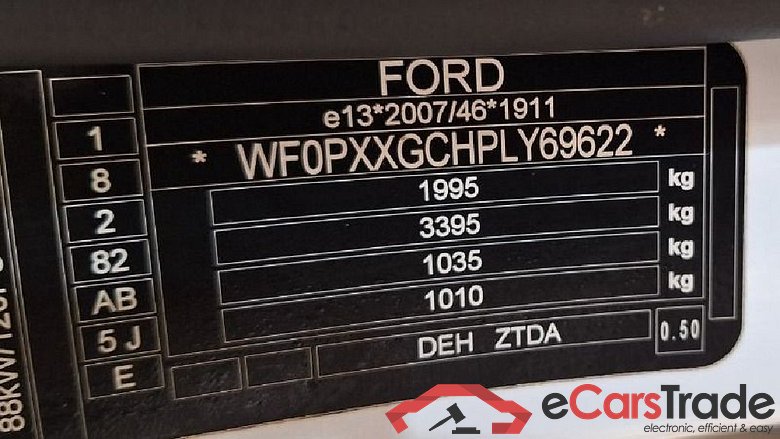 FORD
e13*2007/46*1911
* WF0PXXGCHPLY69622 *
1995 kg
3395 kg
1035 kg
1010 kg
DEH ZTDA
0.50
1
8
2
82
AB
5 J
E
eCarsTrade
electronic, efficient & easy